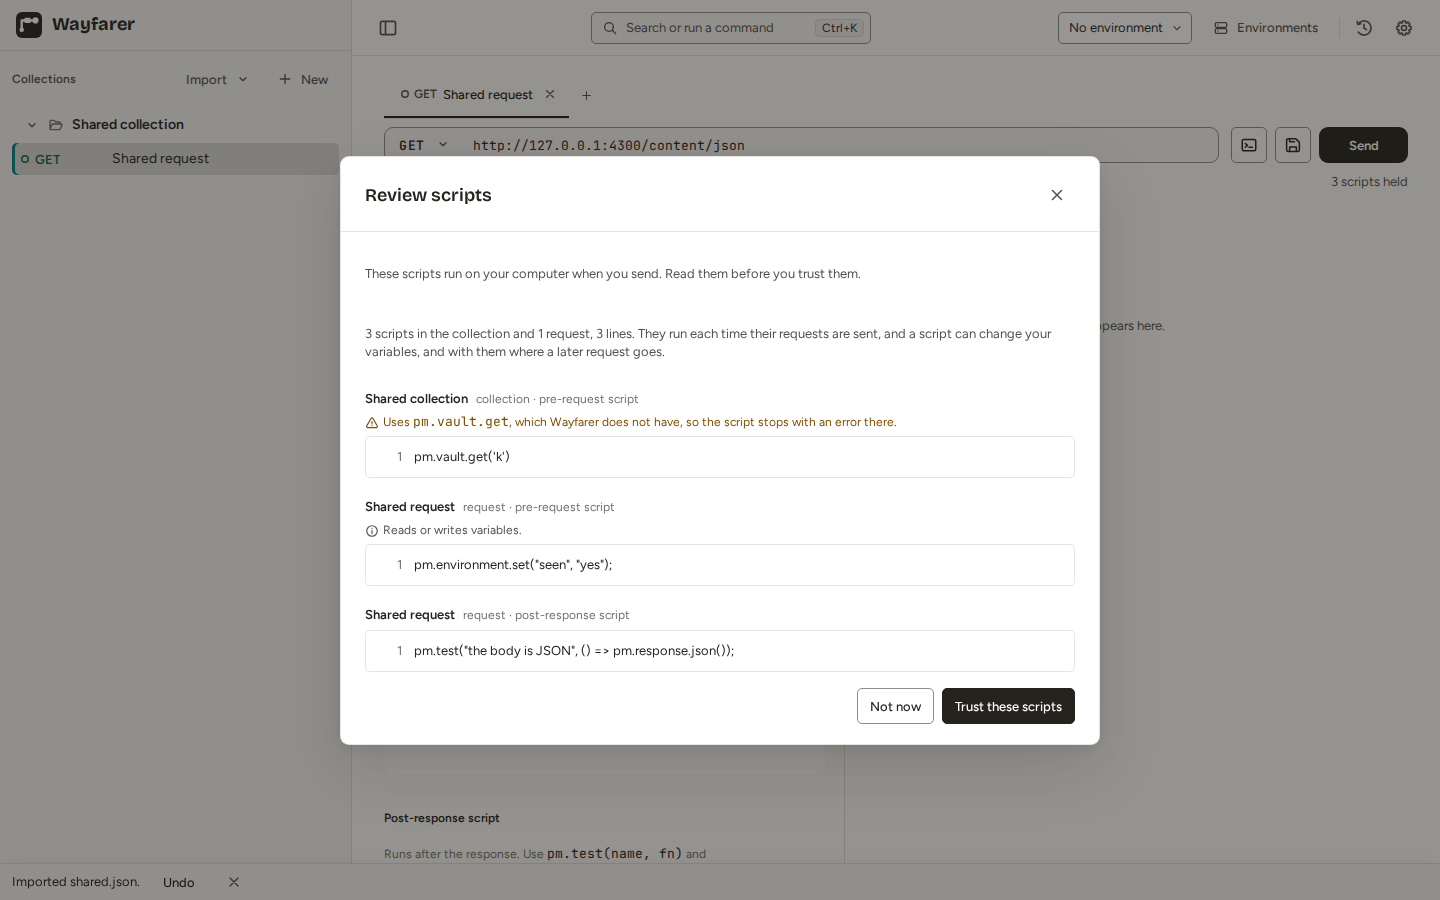 Wayfarer
Search or run a command Ctrl+K
No environment
Environments
Collections
Import
New
GET Shared request
Shared collection
GET Shared request
GET http://127.0.0.1:4300/content/json
Send
3 scripts held
Review scripts
These scripts run on your computer when you send. Read them before you trust them.
3 scripts in the collection and 1 request, 3 lines. They run each time their requests are sent, and a script can change your
variables, and with them where a later request goes.
ppears here.
Shared collection collection · pre-request script
Uses pm.vault.get, which Wayfarer does not have, so the script stops with an error there.
1 pm.vault.get('k')
Shared request request · pre-request script
Reads or writes variables.
1 pm.environment.set("seen", "yes");
Shared request request · post-response script
1 pm.test("the body is JSON", () => pm.response.json());
Not now
Trust these scripts
Post-response script
Runs after the response. Use pm.test(name, fn) and
Imported shared.json. Undo